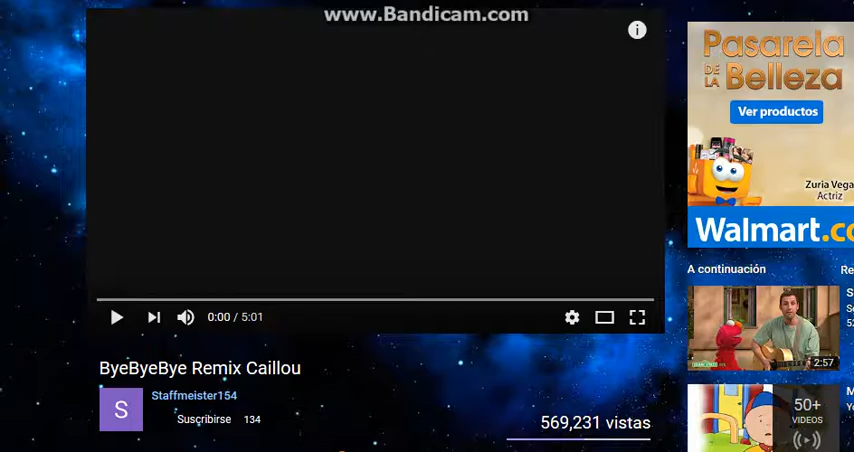 www.Bandicam.com
Pasarela
DE LA Belleza
Ver productos
Zuria Vega
Actriz
Walmart.co
0:00 / 5:01
A continuación
Re
2:57
ByeByeBye Remix Caillou
S
Staffmeister154
Suscribirse 134
569,231 vistas
50+
VIDEOS